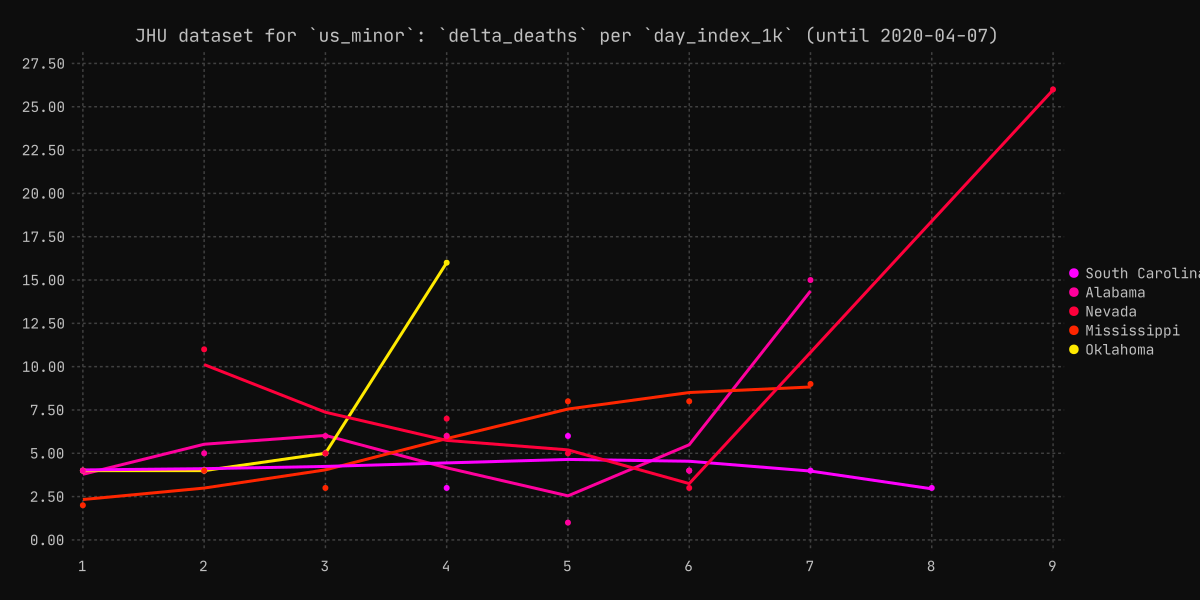 JHU dataset for `us_minor`: `delta_deaths` per `day_index_1k` (until 2020-04-07)
27.50
25.00
22.50
20.00
17.50
15.00
12.50
10.00
7.50
5.00
2.50
0.00
1 2 3 4 5 6 7 8 9
South Carolina
Alabama
Nevada
Mississippi
Oklahoma